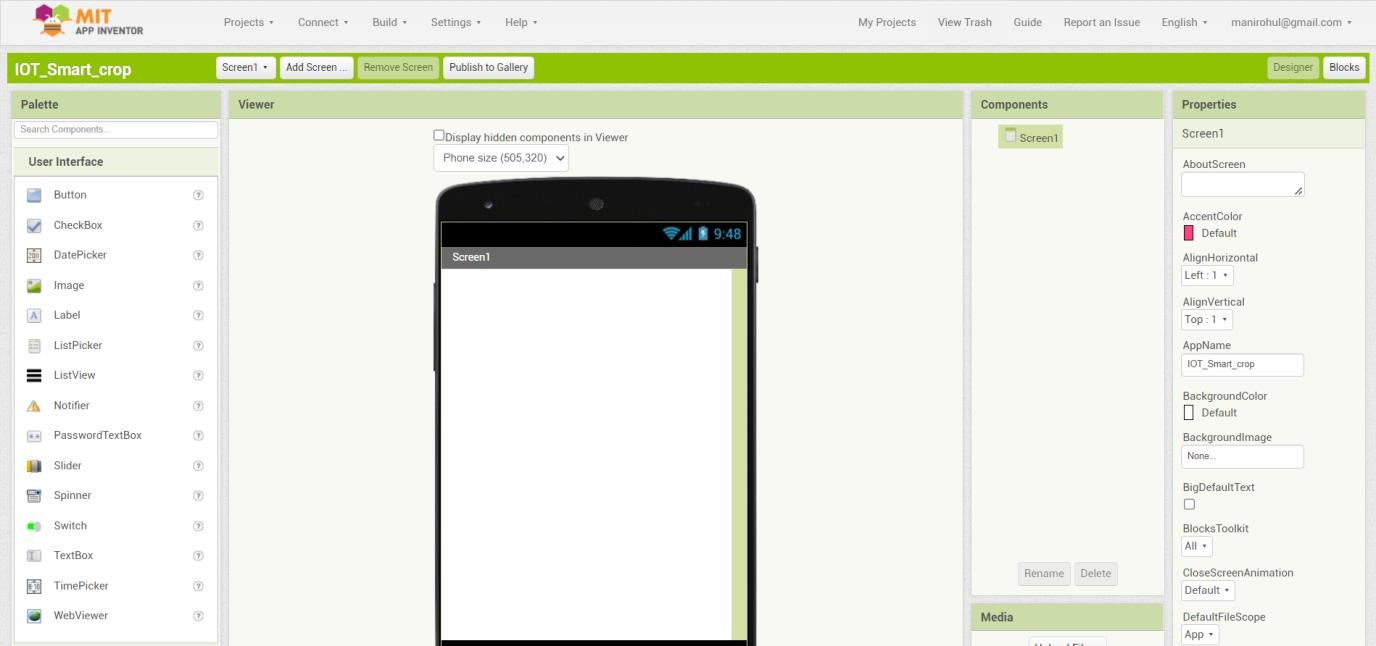 MIT
APP INVENTOR
Projects Connect Build Settings Help My Projects View Trash Guide Report an Issue English manirohul@gmail.com
IOT_Smart_crop Screen1 Add Screen ... Remove Screen Publish to Gallery Designer Blocks
Palette
Search Components...
User Interface
Button
CheckBox
DatePicker
Image
Label
ListPicker
ListView
Notifier
PasswordTextBox
Slider
Spinner
Switch
TextBox
TimePicker
WebViewer
Viewer
Display hidden components in Viewer
Phone size (505,320)
9:48
Screen1
Components
Screen1
Rename Delete
Media
Properties
Screen1
AboutScreen
AccentColor
Default
AlignHorizontal
Left : 1
AlignVertical
Top : 1
AppName
IOT_Smart_crop
BackgroundColor
Default
BackgroundImage
None...
BigDefaultText
BlocksToolkit
All
CloseScreenAnimation
Default
DefaultFileScope
App